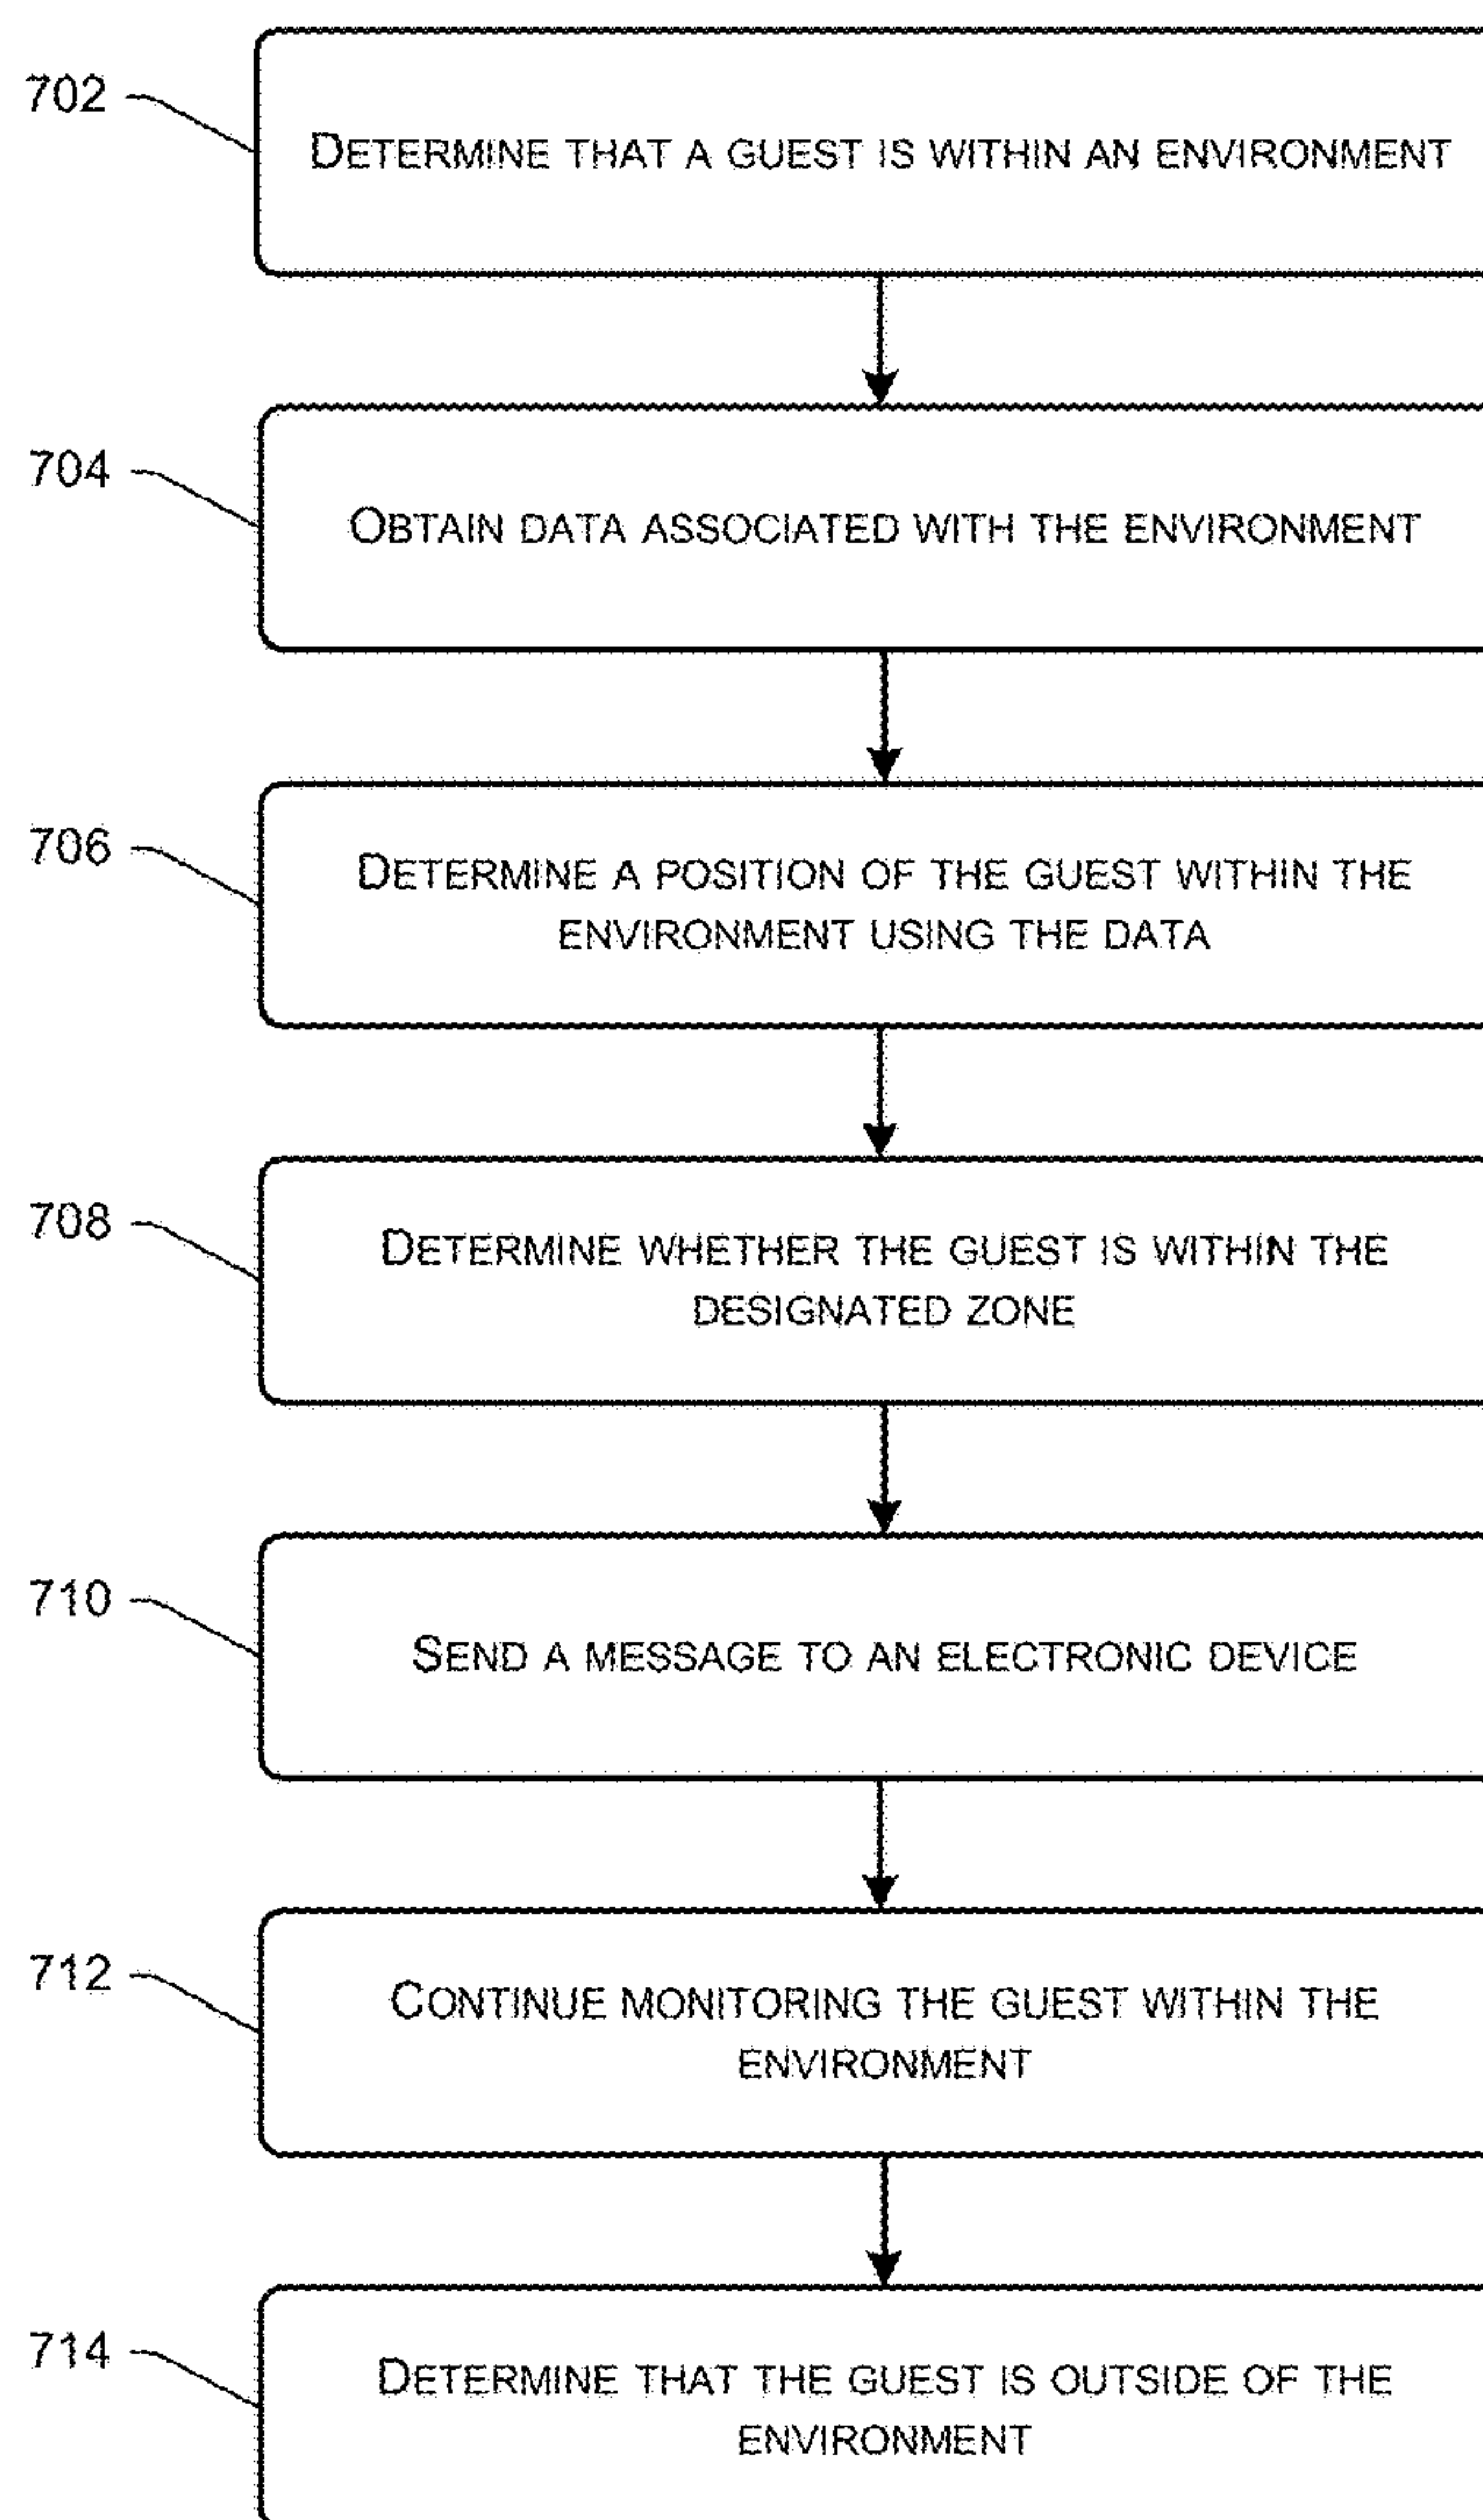 702
DETERMINE THAT A GUEST IS WITHIN AN ENVIRONMENT
704
OBTAIN DATA ASSOCIATED WITH THE ENVIRONMENT
706
DETERMINE A POSITION OF THE GUEST WITHIN THE
ENVIRONMENT USING THE DATA
708
DETERMINE WHETHER THE GUEST IS WITHIN THE
DESIGNATED ZONE
710
SEND A MESSAGE TO AN ELECTRONIC DEVICE
712
CONTINUE MONITORING THE GUEST WITHIN THE
ENVIRONMENT
714
DETERMINE THAT THE GUEST IS OUTSIDE OF THE
ENVIRONMENT